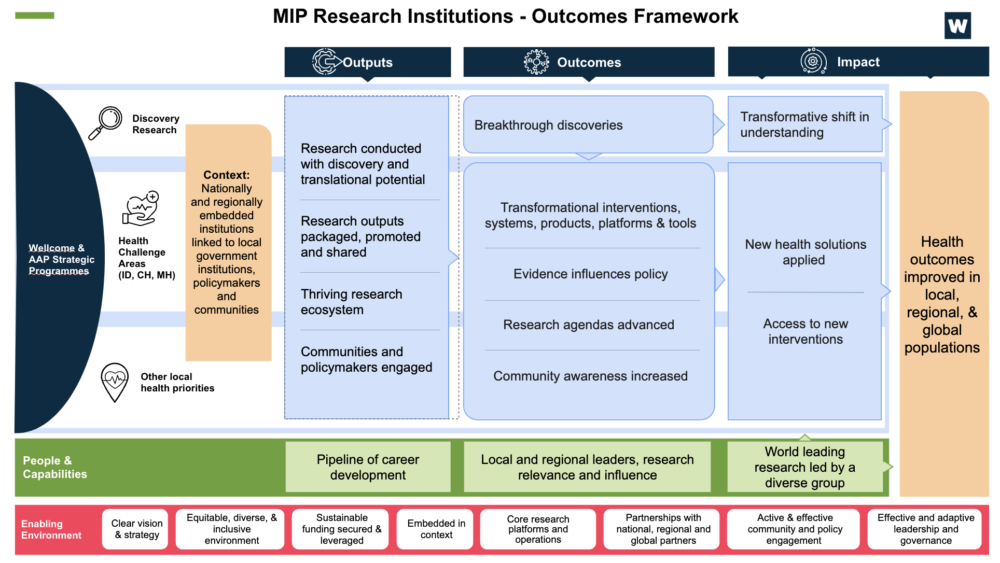 MIP Research Institutions - Outcomes Framework
W
Outputs
Outcomes
Impact
Discovery
Research
Health
Challenge
Areas
(ID, CH, MH)
Other local
health priorities
Wellcome &
AAP Strategic
Programmes
Context:
Nationally
and regionally
embedded
institutions
linked to local
government
institutions,
policymakers
and
communities
Research conducted
with discovery and
translational potential
Research outputs
packaged, promoted
and shared
Thriving research
ecosystem
Communities and
policymakers engaged
Breakthrough discoveries
Transformational interventions,
systems, products, platforms & tools
Evidence influences policy
Research agendas advanced
Community awareness increased
Transformative shift in
understanding
New health solutions
applied
Access to new
interventions
Health
outcomes
improved in
local,
regional, &
global
populations
People &
Capabilities
Pipeline of career
development
Local and regional leaders, research
relevance and influence
World leading
research led by a
diverse group
Enabling
Environment
Clear vision
& strategy
Equitable, diverse, &
inclusive
environment
Sustainable
funding secured &
leveraged
Embedded in
context
Core research
platforms and
operations
Partnerships with
national, regional and
global partners
Active & effective
community and policy
engagement
Effective and adaptive
leadership and
governance